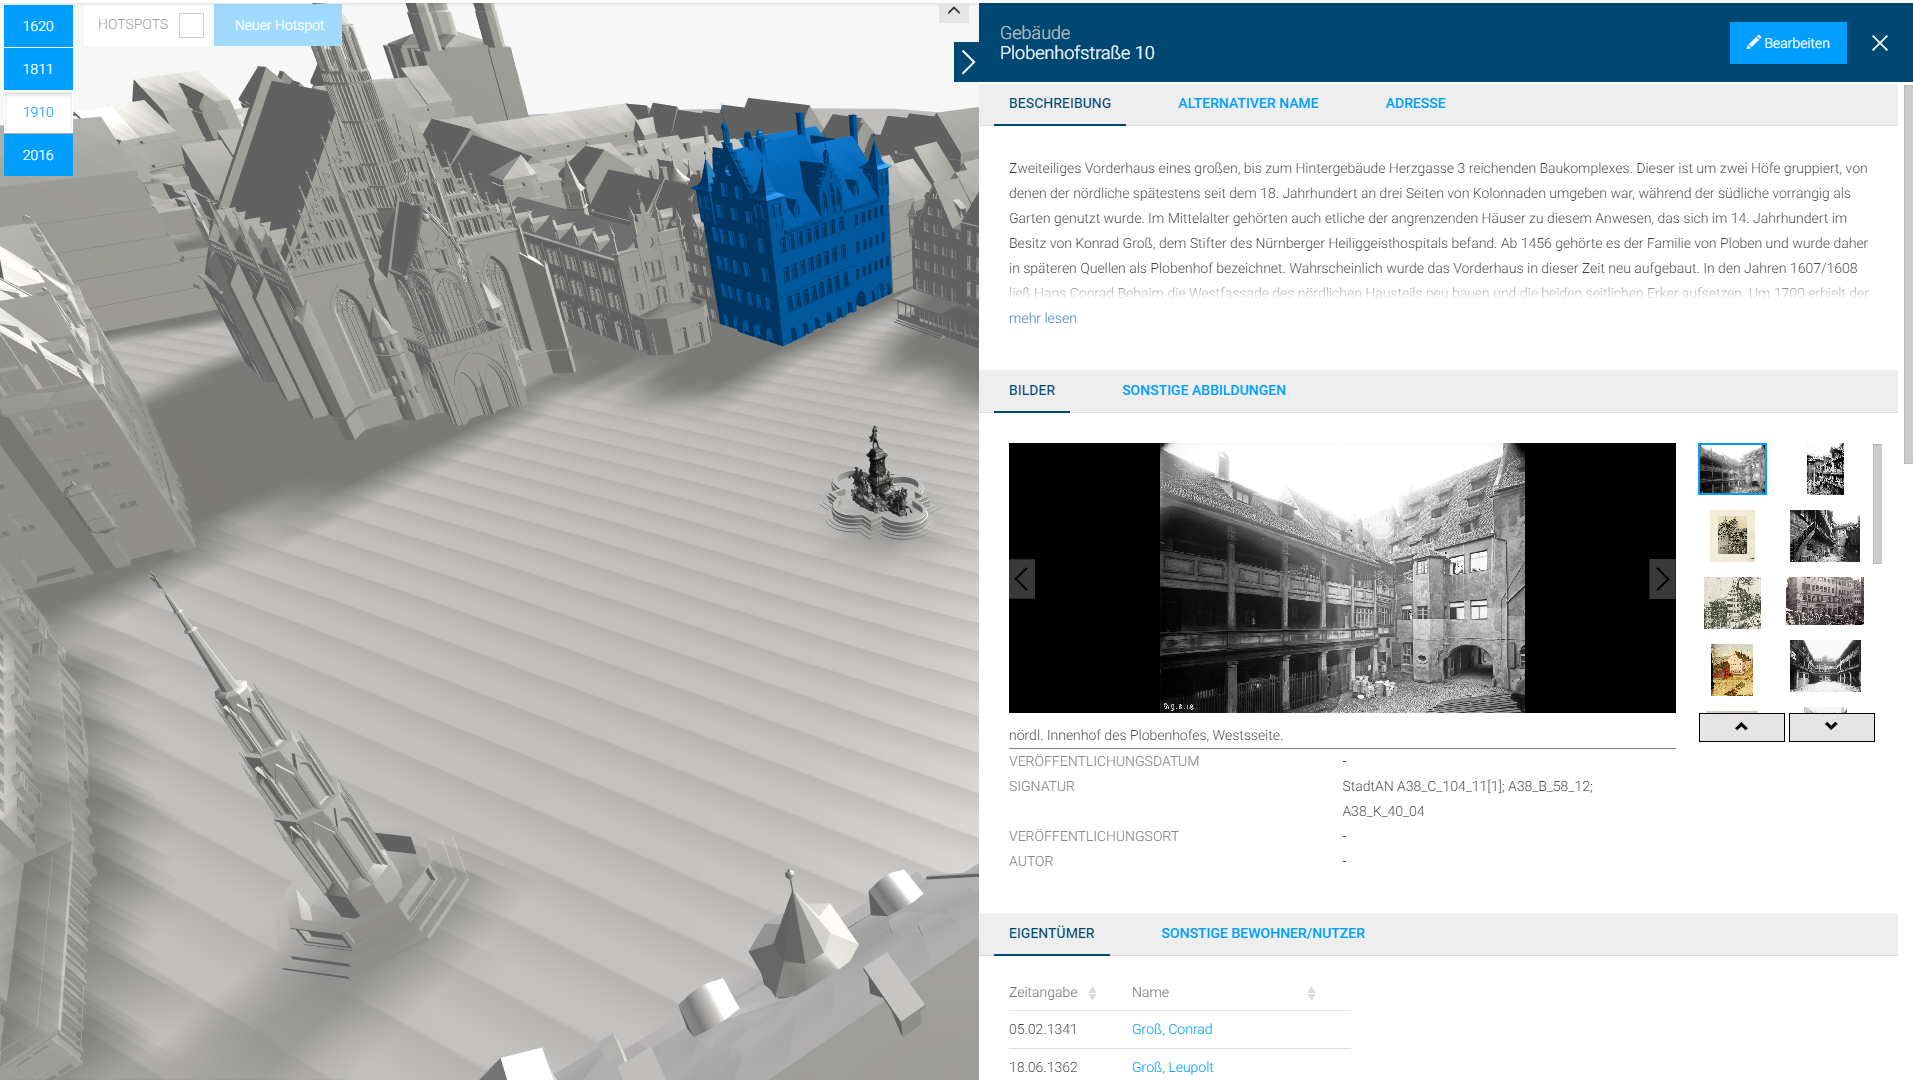 1620
1811
1910
2016
HOTSPOTS
Neuer Hotspot
Gebäude
Plobenhofstraße 10
Bearbeiten
BESCHREIBUNG
ALTERNATIVER NAME
ADRESSE
Zweiteiliges Vorderhaus eines großen, bis zum Hintergebäude Herzgasse 3 reichenden Baukomplexes. Dieser ist um zwei Höfe gruppiert, von
denen der nördliche spätestens seit dem 18. Jahrhundert an drei Seiten von Kolonnaden umgeben war, während der südliche vorrangig als
Garten genutzt wurde. Im Mittelalter gehörten auch etliche der angrenzenden Häuser zu diesem Anwesen, das sich im 14. Jahrhundert im
Besitz von Konrad Groß, dem Stifter des Nürnberger Heiliggeisthospitals befand. Ab 1456 gehörte es der Familie von Ploben und wurde daher
in späteren Quellen als Plobenhof bezeichnet. Wahrscheinlich wurde das Vorderhaus in dieser Zeit neu aufgebaut. In den Jahren 1607/1608
ließ Hans Conrad Behaim die Westfassade des nördlichen Hausteils neu bauen und die beiden seitlichen Erker aufsetzen. Um 1700 erhielt der
mehr lesen
BILDER
SONSTIGE ABBILDUNGEN
nördl. Innenhof des Plobenhofes, Westsseite.
VERÖFFENTLICHUNGSDATUM -
SIGNATUR StadtAN A38_C_104_11[1]; A38_B_58_12;
A38_K_40_04
VERÖFFENTLICHUNGSORT -
AUTOR -
EIGENTÜMER
SONSTIGE BEWOHNER/NUTZER
Zeitangabe Name
05.02.1341 Groß, Conrad
18.06.1362 Groß, Leupolt